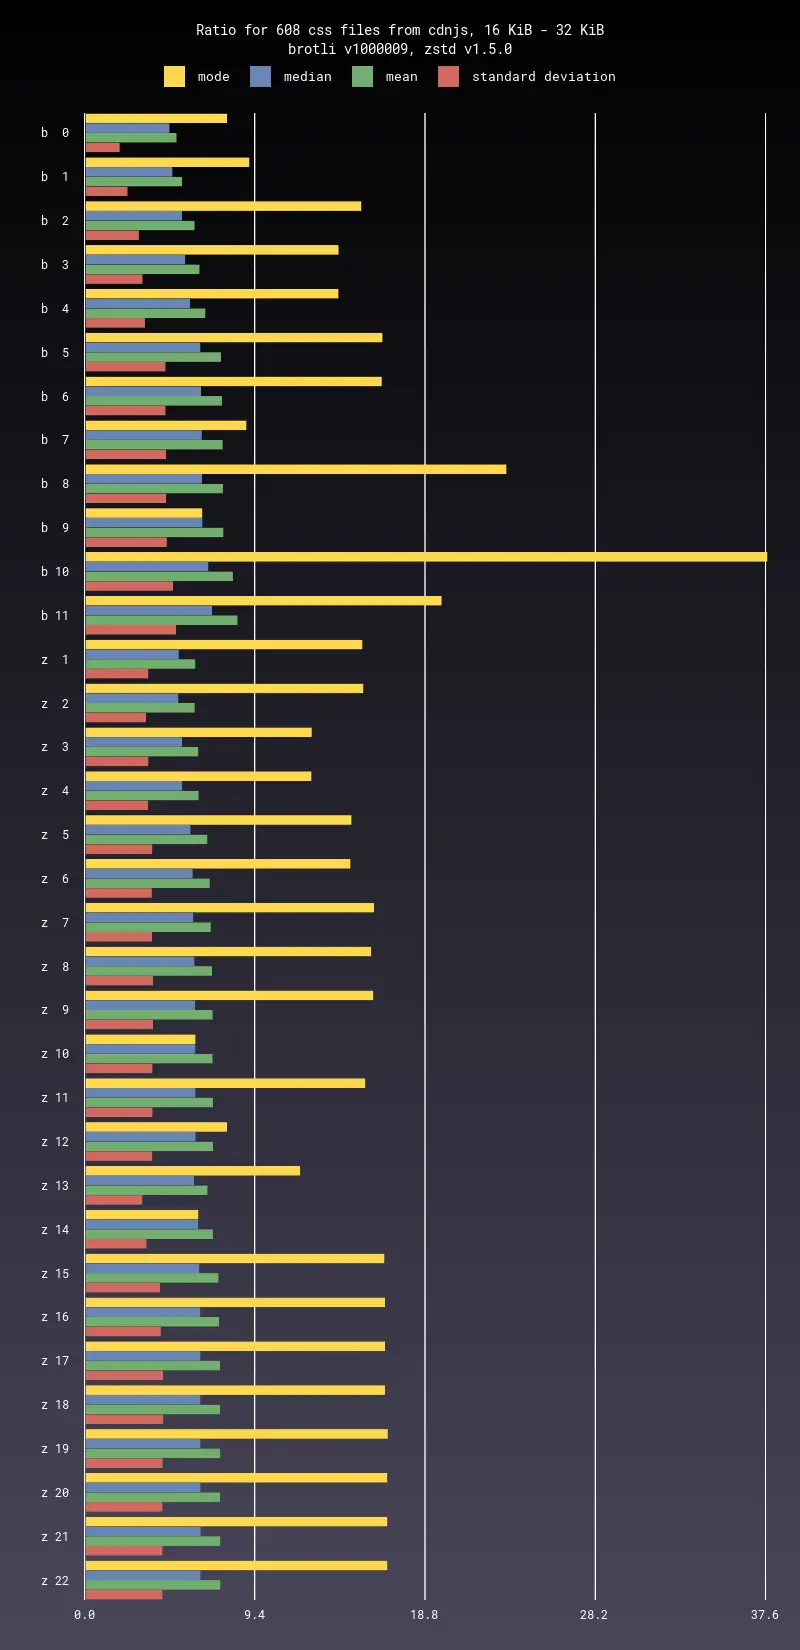 Ratio for 608 css files from cdnjs, 16 KiB - 32 KiB
brotli v1000009, zstd v1.5.0
mode median mean standard deviation
b 0
b 1
b 2
b 3
b 4
b 5
b 6
b 7
b 8
b 9
b 10
b 11
z 1
z 2
z 3
z 4
z 5
z 6
z 7
z 8
z 9
z 10
z 11
z 12
z 13
z 14
z 15
z 16
z 17
z 18
z 19
z 20
z 21
z 22
0.0 9.4 18.8 28.2 37.6